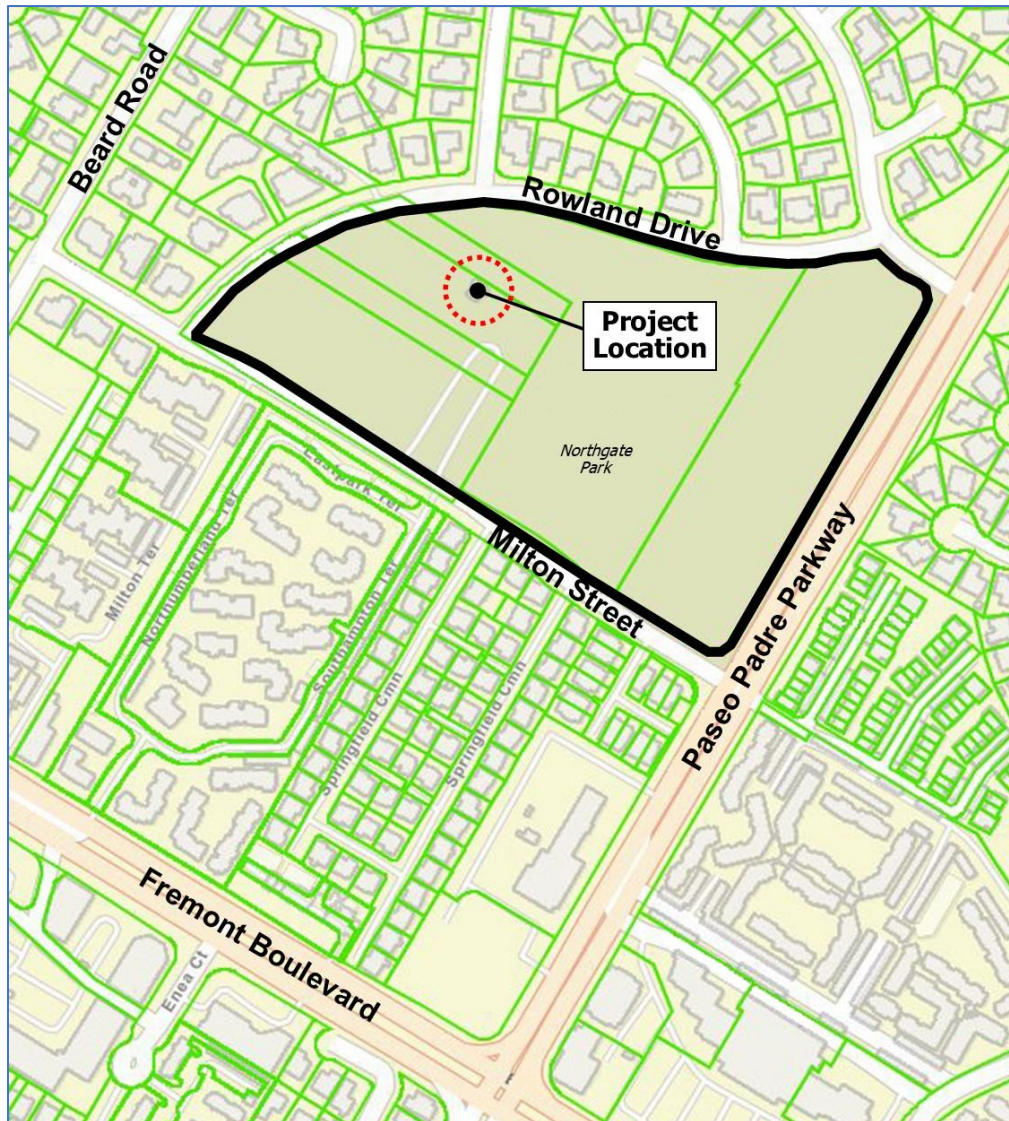 Beard Road
Rowland Drive
Project
Location
Northgate
Park
Eastpark Ter
Milton Street
Northumberland Ter
Milton Ter
Southampton Ter
Springfield Cmn
Springfield Cmn
Paseo Padre Parkway
Fremont Boulevard
Enea Ct